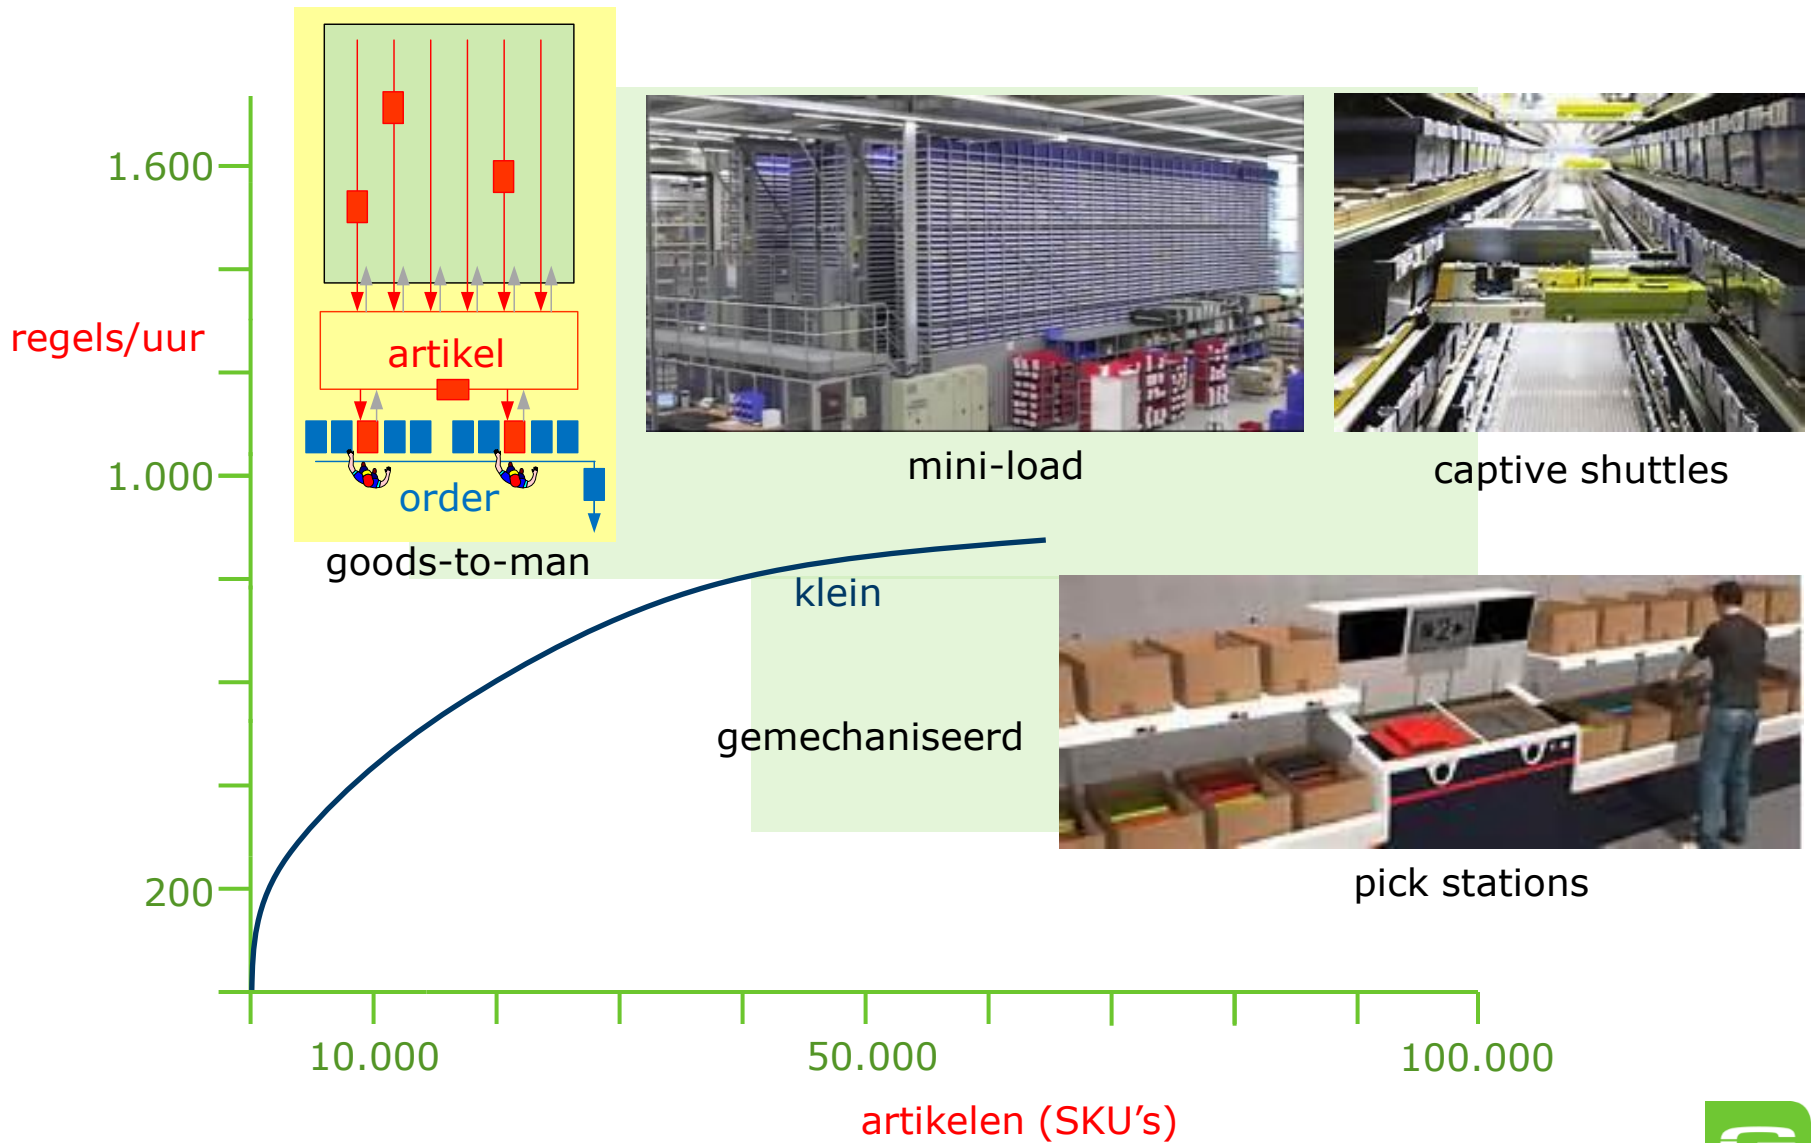 1.600
regels/uur
1.000
200
artikel
order
goods-to-man
mini-load
captive shuttles
klein
gemechaniseerd
2
pick stations
10.000
50.000
100.000
artikelen (SKU’s)